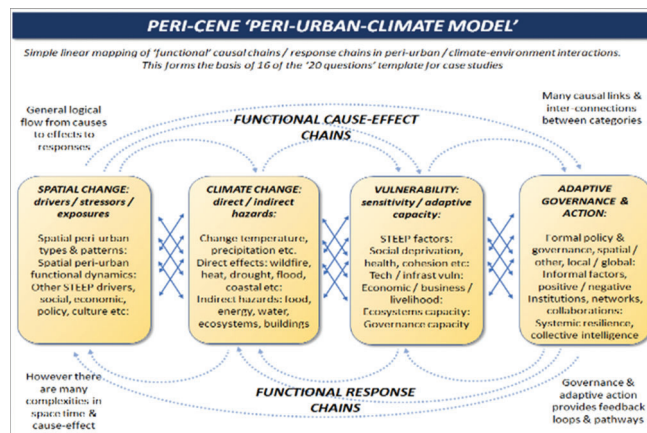 PERI-CENE ‘PERI-URBAN-CLIMATE MODEL’
Simple linear mapping of ‘functional’ causal chains / response chains in peri-urban / climate-environment interactions.
This forms the basis of 16 of the ‘20 questions’ template for case studies
General logical
flow from causes
to effects to
responses
FUNCTIONAL CAUSE-EFFECT
CHAINS
Many causal links &
inter-connections
between categories
SPATIAL CHANGE:
drivers / stressors /
exposures
Spatial peri-urban
types & patterns:
Spatial peri-urban
functional dynamics:
Other STEEP drivers,
social, economic,
policy, culture etc:
CLIMATE CHANGE:
direct / indirect
hazards:
Change temperature,
precipitation etc.
Direct effects: wildfire,
heat, drought, flood,
coastal etc:
Indirect hazards: food,
energy, water,
ecosystems, buildings
VULNERABILITY:
sensitivity / adaptive
capacity:
STEEP factors:
Social deprivation,
health, cohesion etc:
Tech / infrast vuln:
Economic / business /
livelihood:
Ecosystems capacity:
Governance capacity
ADAPTIVE
GOVERNANCE &
ACTION:
Formal policy &
governance, spatial /
other, local / global:
Informal factors,
positive / negative
Institutions, networks,
collaborations:
Systemic resilience,
collective intelligence
However there
are many
complexities in
space time &
cause-effect
FUNCTIONAL RESPONSE
CHAINS
Governance &
adaptive action
provides feedback
loops & pathways